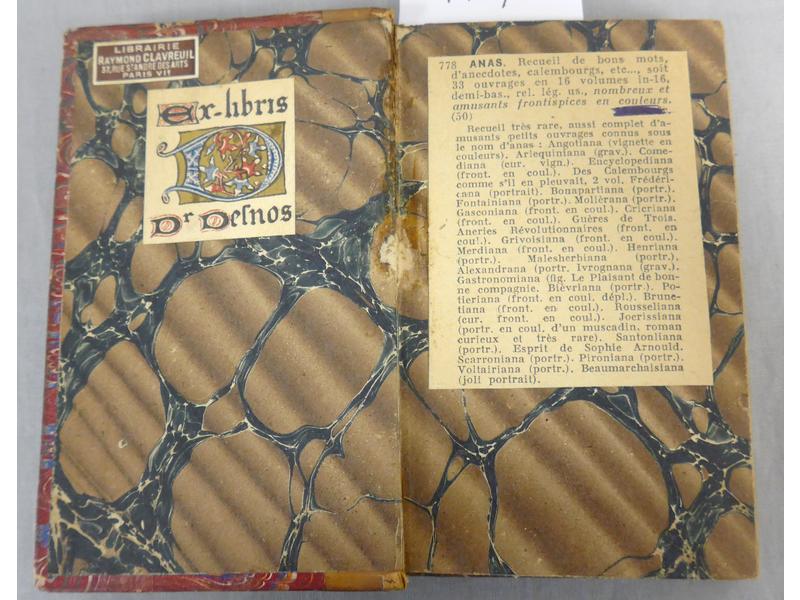 LIBRAIRIE
RAYMOND CLAVREUIL
37, RUE ST ANDRE DES ARTS
PARIS VIe
Ex-libris
Dr Desnos
778 ANAS. Recueil de bons mots,
d'anecdotes, calembourgs, etc..., soit
33 ouvrages en 16 volumes in-16,
demi-bas., rel. lég. us., nombreux et
amusants frontispices en couleurs.
(50)
Recueil très rare, aussi complet d'a-
musants petits ouvrages connus sous
le nom d'anas : Angotiana (vignette en
couleurs). Arlequiniana (grav.). Come-
diana (cur. vign.). Encyclopediana
(front. en coul.). Des Calembourgs
comme s'il en pleuvait, 2 vol. Frédéri-
cana (portrait). Bonapartiana (portr.).
Fontainiana (portr.). Molièrana (portr.).
Gasconiana (front. en coul.). Cricriana
(front. en coul.). Guères de Trois.
Aneries Révolutionnaires (front. en
coul.). Grivoisiana (front. en coul.).
Merdiana (front. en coul.). Henriana
(portr.). Malesherbiana (portr.).
Alexandrana (portr. Ivrognana (grav.).
Gastronomiana (fig. Le Plaisant de bon-
ne compagnie. Bièvriana (portr.). Po-
tieriana (front. en coul. dépl.). Brune-
tiana (front. en coul.). Rousseliana
(cur. front. en coul.). Jocrissiana
(portr. en coul. d'un muscadin, roman
curieux et très rare). Santoliiana
(portr.). Esprit de Sophie Arnould.
Scarroniana (portr.). Pironiana (portr.).
Voltairiana (portr.). Beaumarchaisiana
(joli portrait).